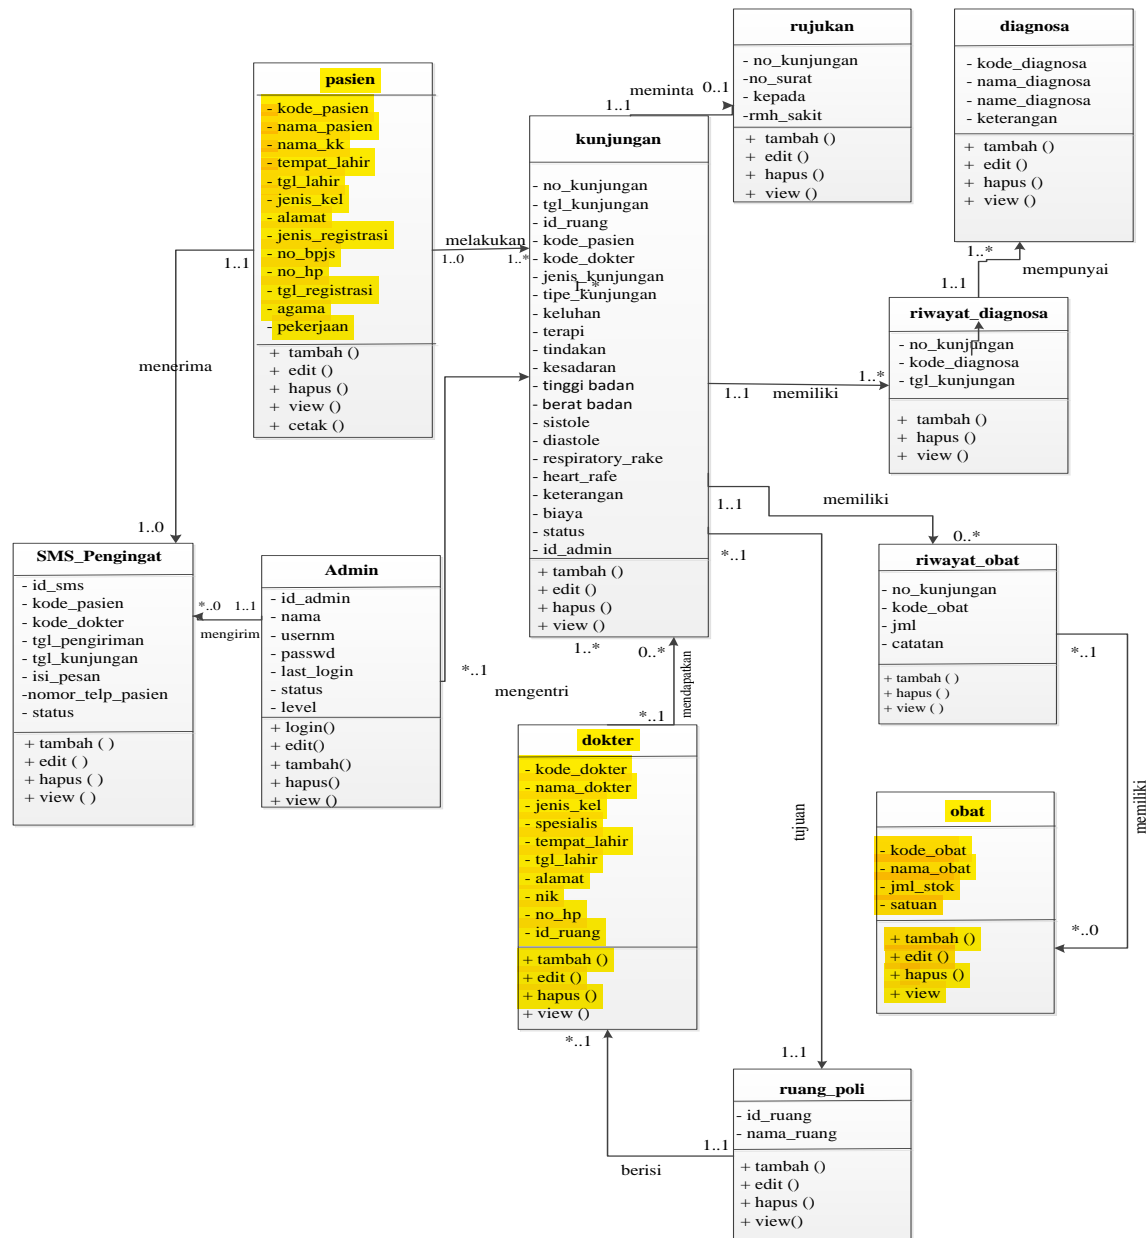 rujukan
- no_kunjungan
-no_surat
- kepada
-rmh_sakit
+ tambah ()
+ edit ()
+ hapus ()
+ view ()
diagnosa
- kode_diagnosa
- nama_diagnosa
- name_diagnosa
- keterangan
+ tambah ()
+ edit ()
+ hapus ()
+ view ()
pasien
- kode_pasien
- nama_pasien
- nama_kk
- tempat_lahir
- tgl_lahir
- jenis_kel
- alamat
- jenis_registrasi
- no_bpjs
- no_hp
- tgl_registrasi
- agama
- pekerjaan
+ tambah ()
+ edit ()
+ hapus ()
+ view ()
+ cetak ()
meminta
1..1
0..1
kunjungan
- no_kunjungan
- tgl_kunjungan
- id_ruang
- kode_pasien
- kode_dokter
- jenis_kunjungan
- tipe_kunjungan
1..*
- keluhan
- terapi
- tindakan
- kesadaran
- tinggi badan
- berat badan
- sistole
- diastole
- respiratory_rake
- heart_rafe
- keterangan
- biaya
- status
- id_admin
+ tambah ()
+ edit ()
+ hapus ()
+ view ()
melakukan
1..0
1..*
1..1
menerima
1..0
1..*
mempunyai
1..1
riwayat_diagnosa
- no_kunjungan
- kode_diagnosa
- tgl_kunjungan
+ tambah ()
+ hapus ()
+ view ()
1..1
memiliki
1..*
1..1
memiliki
0..*
*..1
SMS_Pengingat
- id_sms
- kode_pasien
- kode_dokter
- tgl_pengiriman
- tgl_kunjungan
- isi_pesan
-nomor_telp_pasien
- status
+ tambah ( )
+ edit ( )
+ hapus ( )
+ view ( )
*..0
1..1
mengirim
Admin
- id_admin
- nama
- usernm
- passwd
- last_login
- status
- level
+ login()
+ edit()
+ tambah()
+ hapus()
+ view ()
*..1
mengentri
1..*
0..*
mendapatkan
*..1
riwayat_obat
- no_kunjungan
- kode_obat
- jml
- catatan
+ tambah ( )
+ hapus ( )
+ view ( )
*..1
memiliki
*..0
dokter
- kode_dokter
- nama_dokter
- jenis_kel
- spesialis
- tempat_lahir
- tgl_lahir
- alamat
- nik
- no_hp
- id_ruang
+ tambah ()
+ edit ()
+ hapus ()
+ view ()
tujuan
obat
- kode_obat
- nama_obat
- jml_stok
- satuan
+ tambah ()
+ edit ()
+ hapus ()
+ view
*..1
1..1
ruang_poli
- id_ruang
- nama_ruang
+ tambah ()
+ edit ()
+ hapus ()
+ view()
1..1
berisi